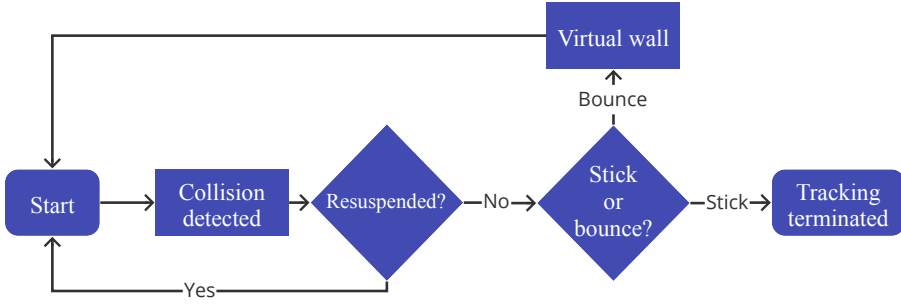 Virtual wall
Bounce
Start
Collision
detected
Resuspended?
No
Stick
or
bounce?
Stick
Tracking
terminated
Yes